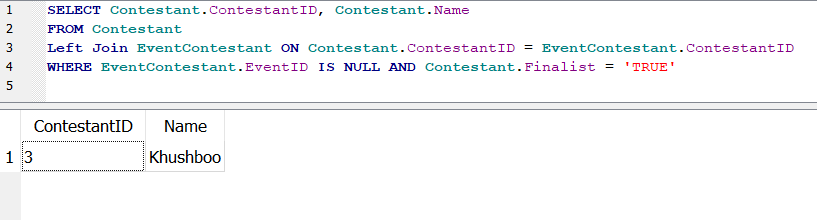 1 SELECT Contestant.ContestantID, Contestant.Name
2 FROM Contestant
3 Left Join EventContestant ON Contestant.ContestantID = EventContestant.ContestantID
4 WHERE EventContestant.EventID IS NULL AND Contestant.Finalist = 'TRUE'
5
ContestantID Name
1 3 Khushboo